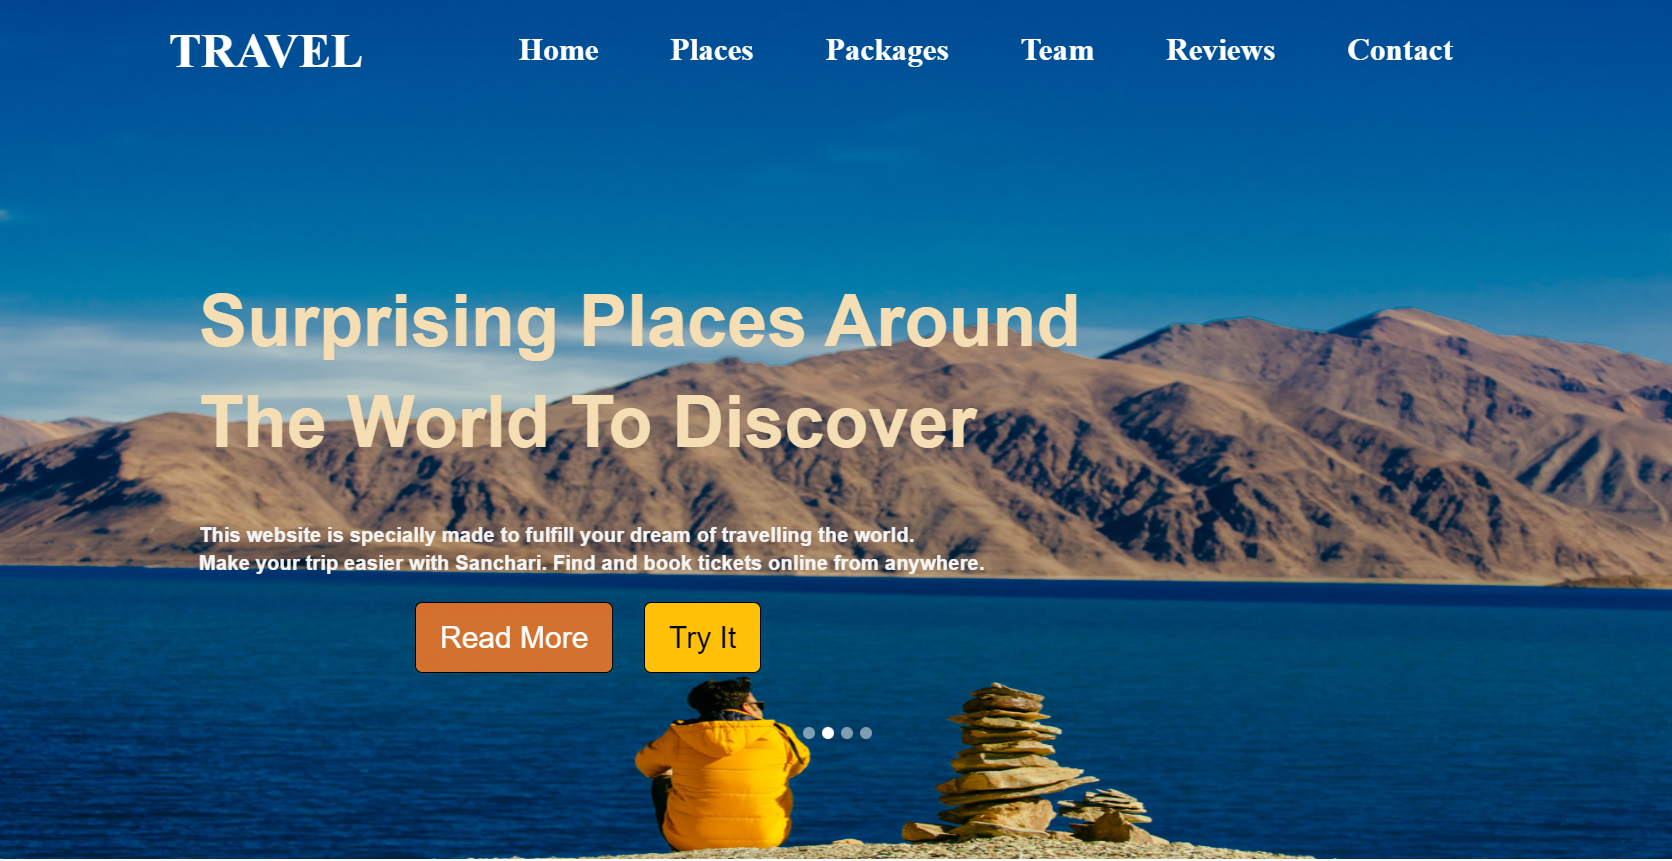 TRAVEL
Home Places Packages Team Reviews Contact
Surprising Places Around
The World To Discover
This website is specially made to fulfill your dream of travelling the world.
Make your trip easier with Sanchari. Find and book tickets online from anywhere.
Read More Try It